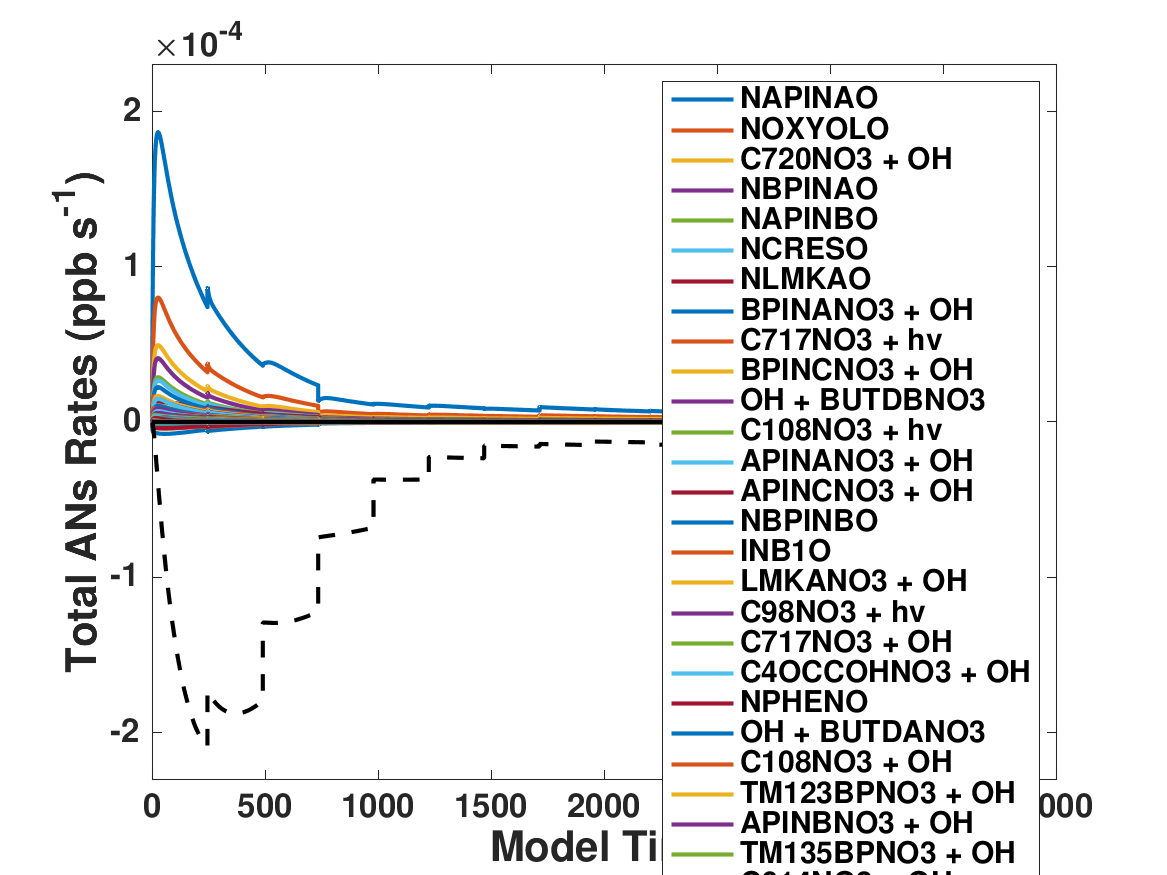 ×10-4
2
1
0
-1
-2
Total ANs Rates (ppb s-1)
0
500
1000
1500
2000
000
Model Ti
NAPINAO
NOXYOLO
C720NO3 + OH
NBPINAO
NAPINBO
NCRESO
NLMKAO
BPINANO3 + OH
C717NO3 + hv
BPINCNO3 + OH
OH + BUTDBNO3
C108NO3 + hv
APINANO3 + OH
APINCNO3 + OH
NBPINBO
INB1O
LMKANO3 + OH
C98NO3 + hv
C717NO3 + OH
C4OCCOHNO3 + OH
NPHENO
OH + BUTDANO3
C108NO3 + OH
TM123BPNO3 + OH
APINBNO3 + OH
TM135BPNO3 + OH